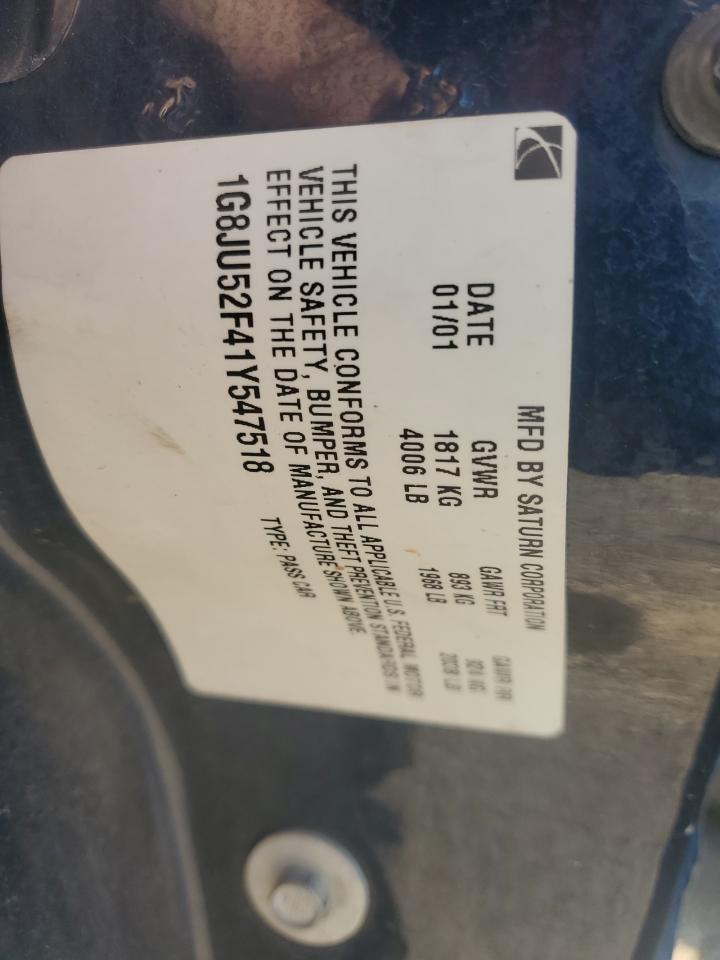 MFD BY SATURN CORPORATION
DATE GVWR GAWR FRT GAWR RR
01/01 1817 KG 893 KG KG
4006 LB 1968 LB LB
THIS VEHICLE CONFORMS TO ALL APPLICABLE U.S. FEDERAL MOTOR
VEHICLE SAFETY, BUMPER, AND THEFT PREVENTION STANDARDS IN
EFFECT ON THE DATE OF MANUFACTURE SHOWN ABOVE.
1G8JU52F41Y547518 TYPE: PASS CAR